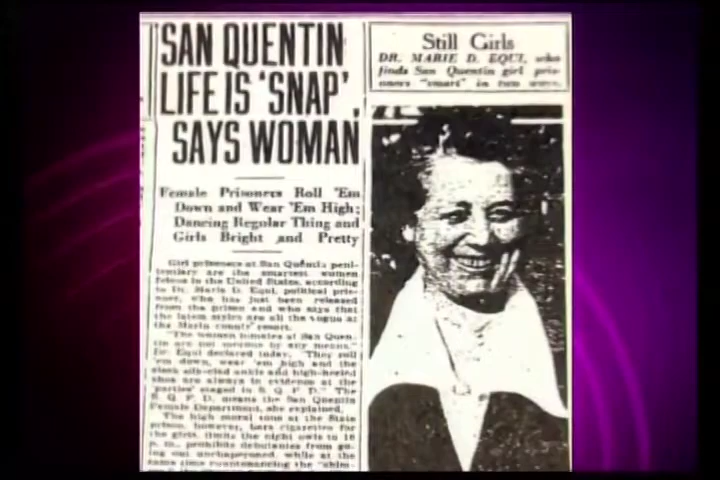 SAN QUENTIN
LIFE IS 'SNAP',
SAYS WOMAN
Female Prisoners Roll 'Em
Down and Wear 'Em High;
Dancing Regular Thing and
Girls Bright and Pretty
Girl prisoners at San Quentin peni-
tentiary are the smartest women
felons in the United States, according
to Dr. Marie D. Equi, political pris-
oner, who has just been released
from the prison and who says that
the latest styles are all the vogue at
the Marin county resort.
"The women inmates at San Quen-
tin are not by any means,"
Dr. Equi declared today. "They roll
'em down, wear 'em high and the
sleek silk-clad ankle and high-heeled
shoe are always in evidence at the
'parties' staged in S. Q. F. D." The
S. Q. F. D. means the San Quentin
Female Department, she explained.
The high moral tone at the State
prison, however, bars cigarettes for
the girls, limits the night owls to 10
p. m., prohibits debutantes from go-
ing out unchaperoned, while at the
same time countenancing the
Still Girls
DR. MARIE D. EQUI, who
finds San Quentin girl pris-
oners "smart" in